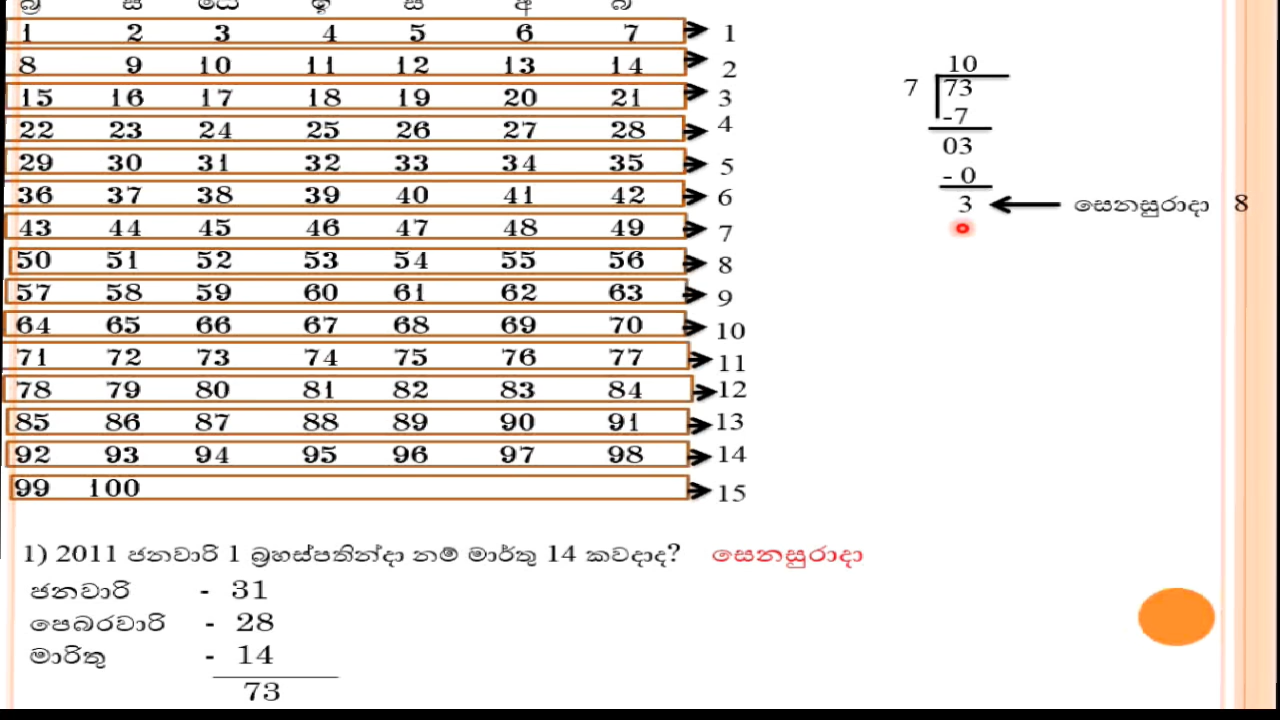 බ්‍ර ස සෙ ඉ ස අ බ
1 2 3 4 5 6 7 1
8 9 10 11 12 13 14 2
15 16 17 18 19 20 21 3
22 23 24 25 26 27 28 4
29 30 31 32 33 34 35 5
36 37 38 39 40 41 42 6
43 44 45 46 47 48 49 7
50 51 52 53 54 55 56 8
57 58 59 60 61 62 63 9
64 65 66 67 68 69 70 10
71 72 73 74 75 76 77 11
78 79 80 81 82 83 84 12
85 86 87 88 89 90 91 13
92 93 94 95 96 97 98 14
99 100 15
10
7 73
-7
03
- 0
3 සෙනසුරාදා 8
1) 2011 ජනවාරි 1 බ්‍රහස්පතින්දා නම් මාර්තු 14 කවදාද? සෙනසුරාදා
ජනවාරි - 31
පෙබරවාරි - 28
මාරිතු - 14
73